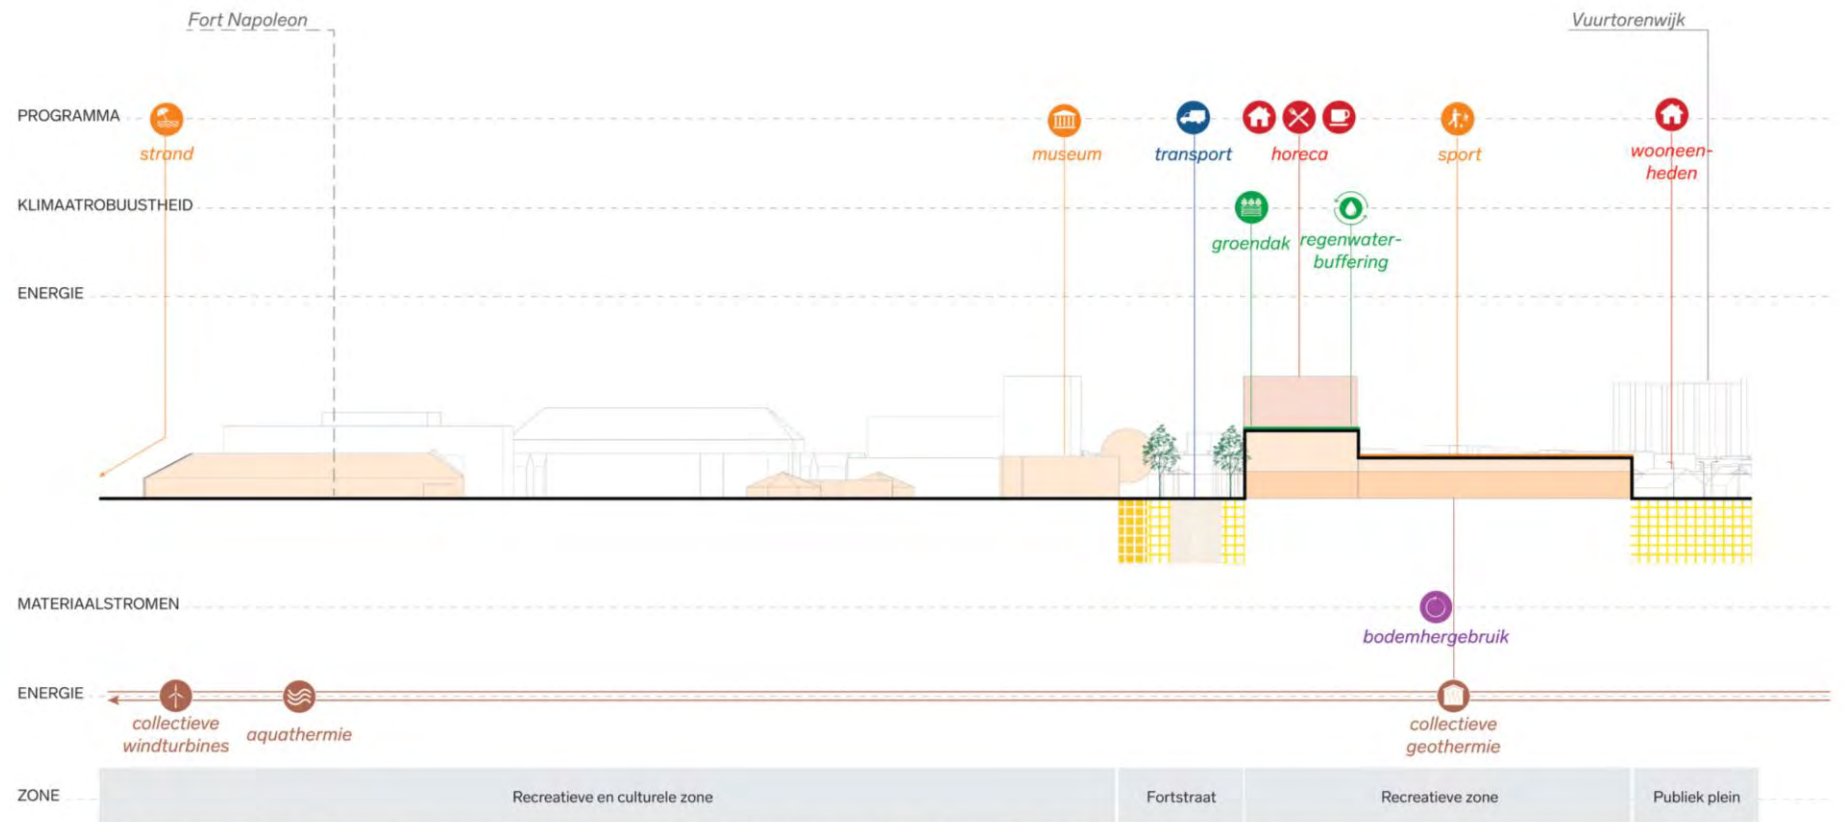 Fort Napoleon
Vuurtorenwijk
PROGRAMMA
strand
museum
transport
horeca
sport
wooneen-
heden
KLIMAATROBUUSTHEID
groendak
regenwater-
buffering
ENERGIE
MATERIAALSTROMEN
bodemhergebruik
ENERGIE
collectieve
windturbines
aquathermie
collectieve
geothermie
ZONE
Recreatieve en culturele zone
Fortstraat
Recreatieve zone
Publiek plein